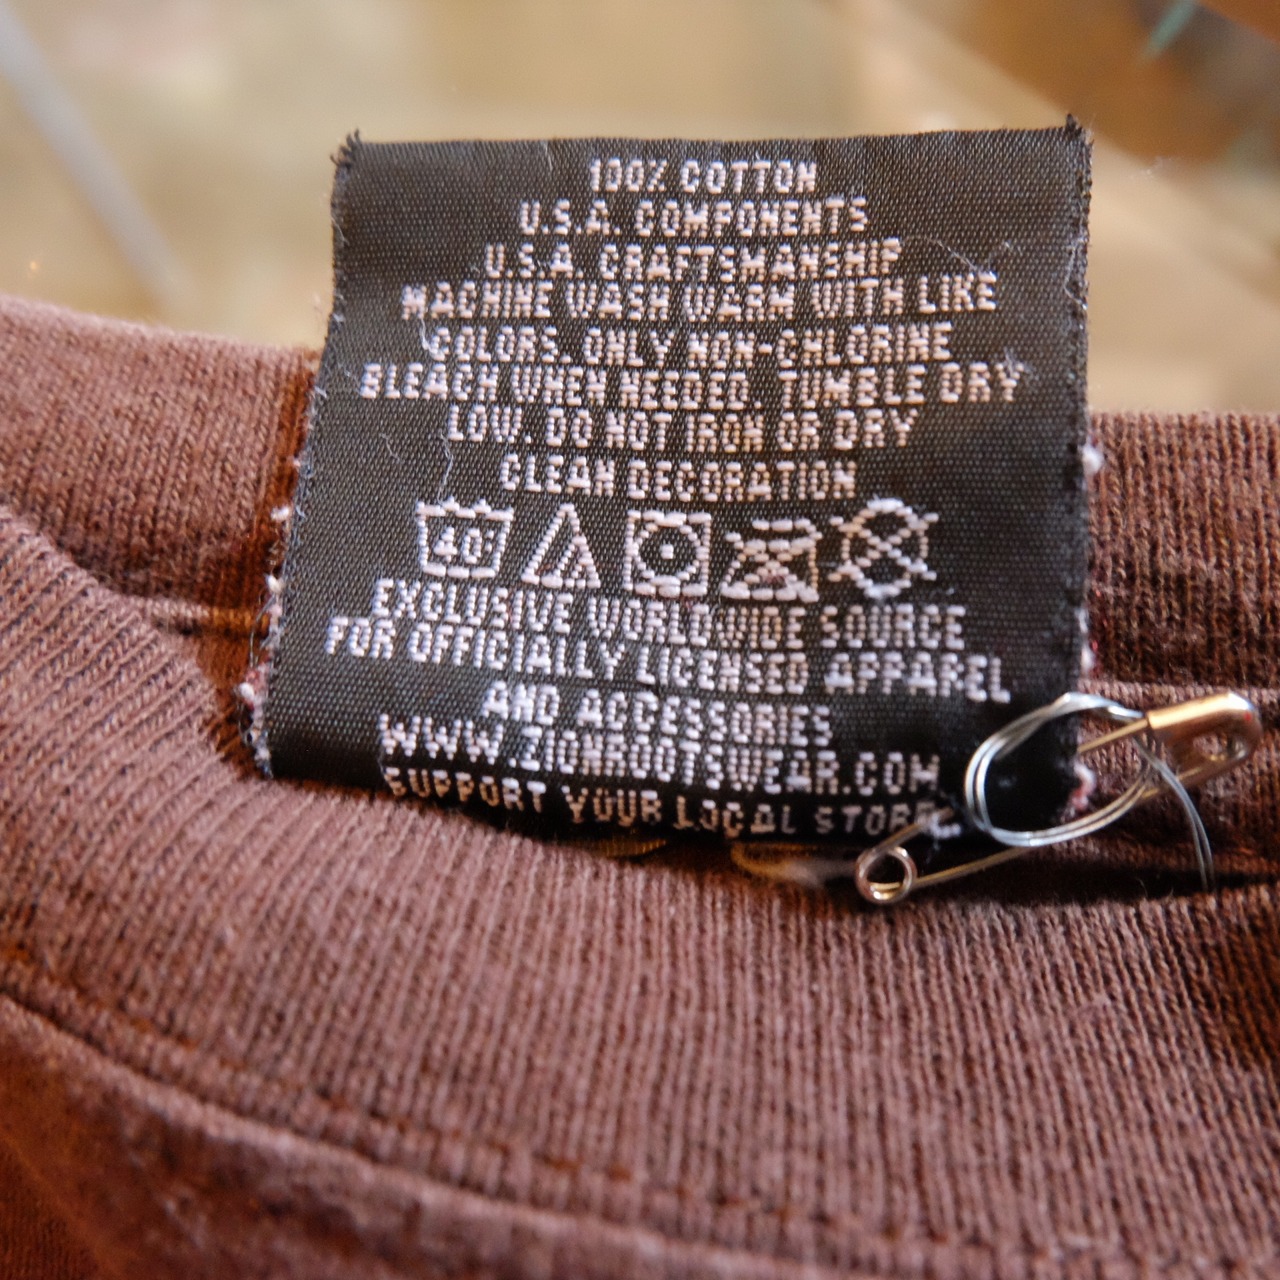 100% COTTON
U.S.A. COMPONENTS
U.S.A. CRAFTSMANSHIP
MACHINE WASH WARM WITH LIKE
COLORS. ONLY NON-CHLORINE
BLEACH WHEN NEEDED. TUMBLE DRY
LOW. DO NOT IRON OR DRY
CLEAN DECORATION
40°
EXCLUSIVE WORLDWIDE SOURCE
FOR OFFICIALLY LICENSED APPAREL
AND ACCESSORIES
WWW.ZIONROOTSWEAR.COM
SUPPORT YOUR LOCAL STORE